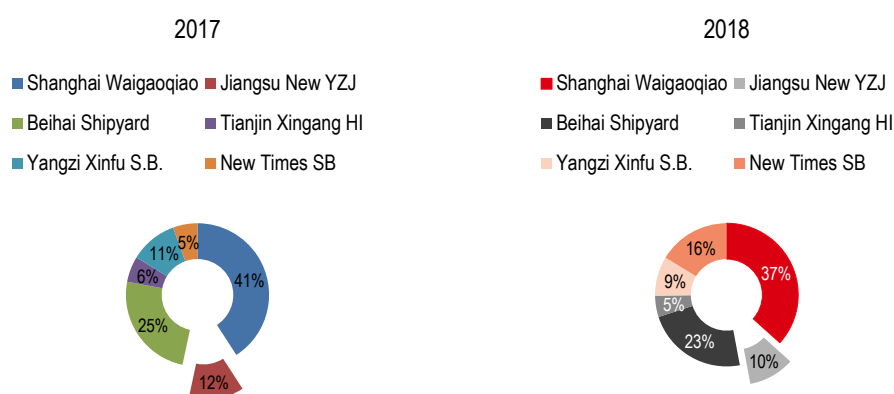 2017
Shanghai Waigaoqiao Jiangsu New YZJ
Beihai Shipyard Tianjin Xingang HI
Yangzi Xinfu S.B. New Times SB
5%
11%
41%
6%
25%
12%
2018
Shanghai Waigaoqiao Jiangsu New YZJ
Beihai Shipyard Tianjin Xingang HI
Yangzi Xinfu S.B. New Times SB
16%
37%
9%
5%
23%
10%